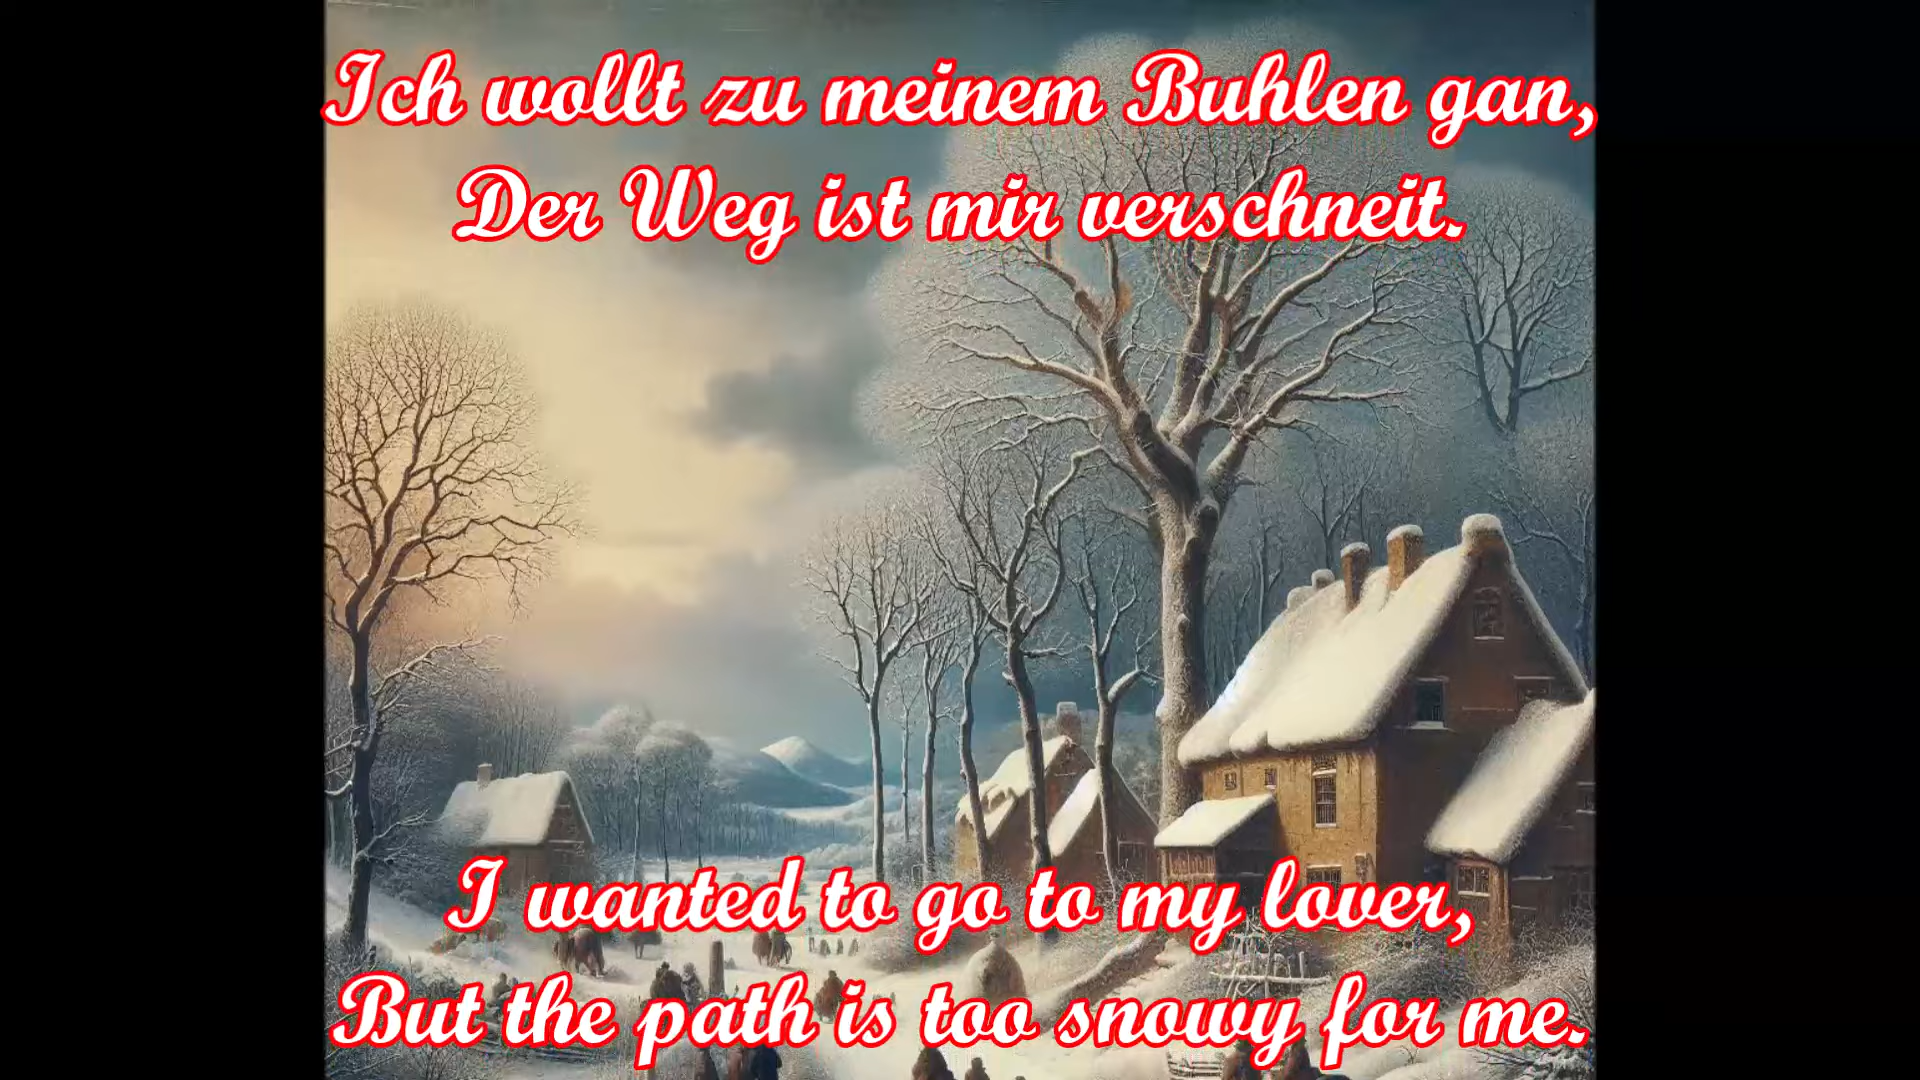 Ich wollt zu meinem Buhlen gan,
Der Weg ist mir verschneit.
I wanted to go to my lover,
But the path is too snowy for me.